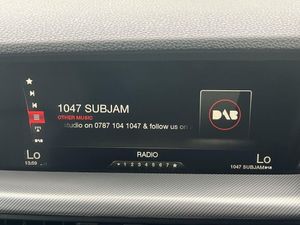 1047 SUBJAM
OTHER MUSIC
studio on 0787 104 1047 & follow us on
DAB
Lo
RADIO
Lo
13:59
1 2 3 4 5 6 7
1047 SUBJAM